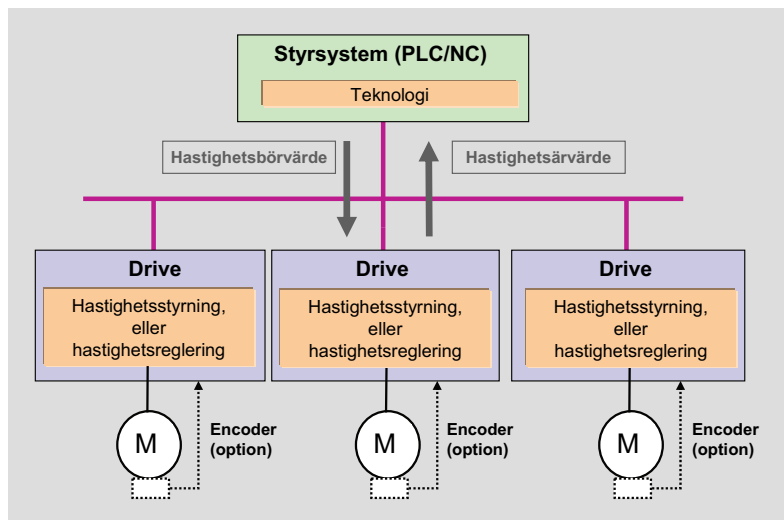 Styrsystem (PLC/NC)
Teknologi
Hastighetsbörvärde
Hastighetsärvärde
Drive
Hastighetsstyrning,
eller
hastighetsreglering
Drive
Hastighetsstyrning,
eller
hastighetsreglering
Drive
Hastighetsstyrning,
eller
hastighetsreglering
M
Encoder
(option)
M
Encoder
(option)
M
Encoder
(option)